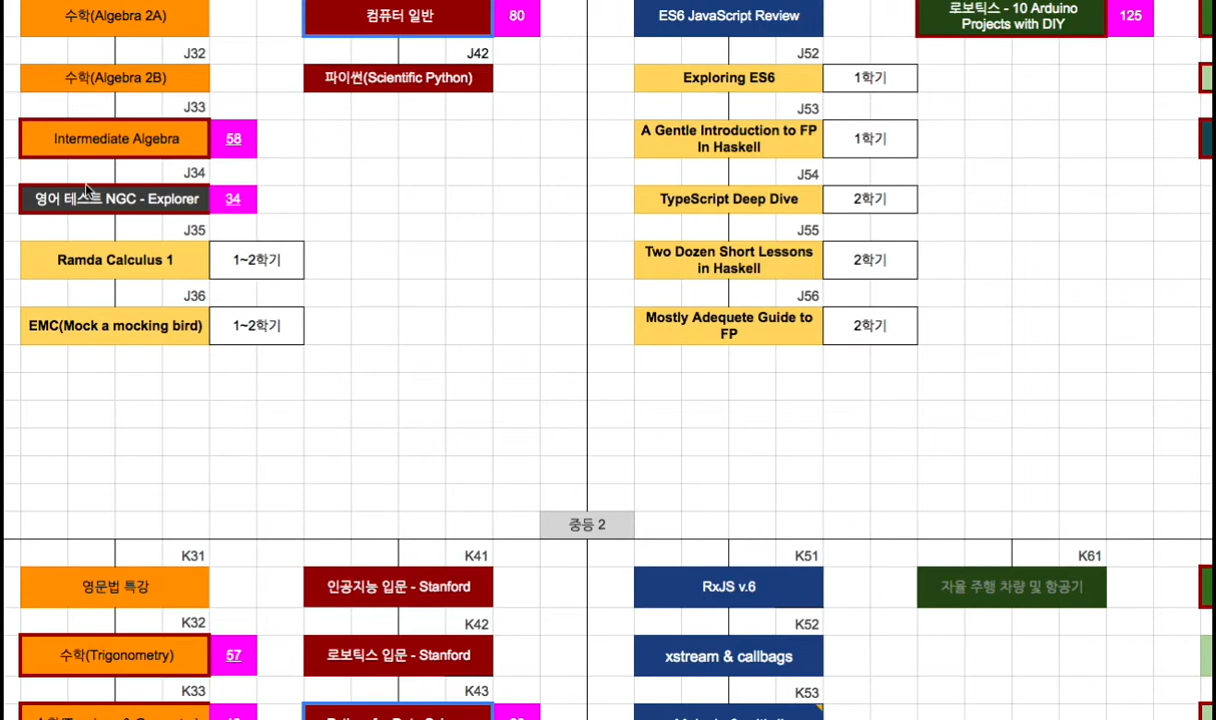 수학(Algebra 2A)
컴퓨터 일반
80
ES6 JavaScript Review
로보틱스 - 10 Arduino
Projects with DIY
125
J32
J42
J52
수학(Algebra 2B)
파이썬(Scientific Python)
Exploring ES6
1학기
J33
J53
Intermediate Algebra
58
A Gentle Introduction to FP
In Haskell
1학기
J34
J54
영어 테스트 NGC - Explorer
34
TypeScript Deep Dive
2학기
J35
J55
Ramda Calculus 1
1~2학기
Two Dozen Short Lessons
in Haskell
2학기
J36
J56
EMC(Mock a mocking bird)
1~2학기
Mostly Adequete Guide to
FP
2학기
중등 2
K31
K41
K51
K61
영문법 특강
인공지능 입문 - Stanford
RxJS v.6
자율 주행 차량 및 항공기
K32
K42
K52
수학(Trigonometry)
57
로보틱스 입문 - Stanford
xstream & callbags
K33
K43
K53